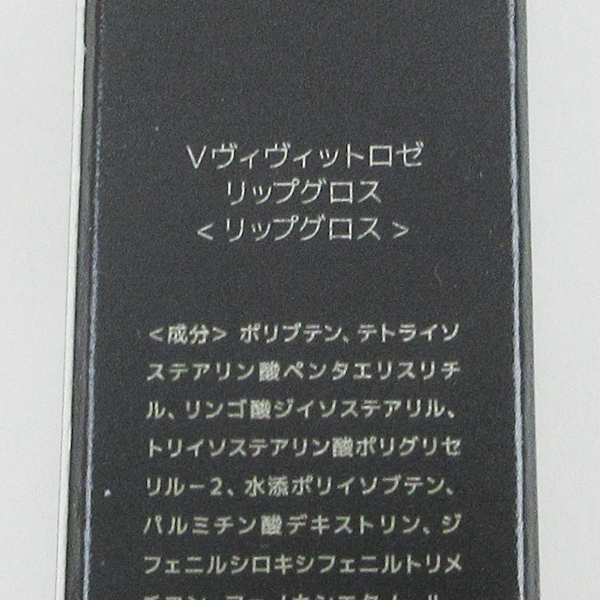 Vヴィヴィットロゼ
リップグロス
<リップグロス>
<成分> ポリブテン、テトライソ
ステアリン酸ペンタエリスリチ
ル、リンゴ酸ジイソステアリル、
トリイソステアリン酸ポリグリセ
リル－2、水添ポリイソブテン、
パルミチン酸デキストリン、ジ
フェニルシロキシフェニルトリメ